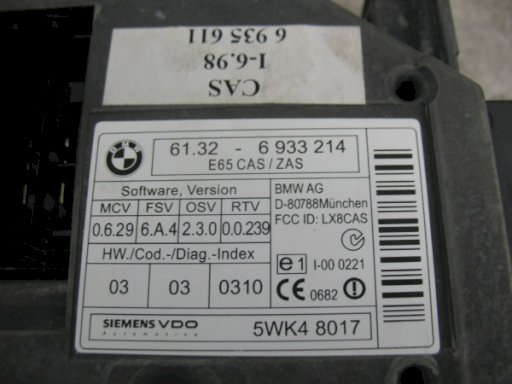 CAS
I-6.98
6 935 611
BMW
61.32 - 6 933 214
E65 CAS / ZAS
Software, Version
MCV FSV OSV RTV
0.6.29 6.A.4 2.3.0 0.0.239
HW./Cod.-/Diag.-Index
03 03 0310
BMW AG
D-80788München
FCC ID: LX8CAS
e1 I-00 0221
CE 0682 !
SIEMENS VDO
Automotive
5WK4 8017